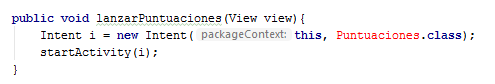 public void lanzarPuntuaciones(View view){
Intent i = new Intent( packageContext: this, Puntuaciones.class);
startActivity(i);
}